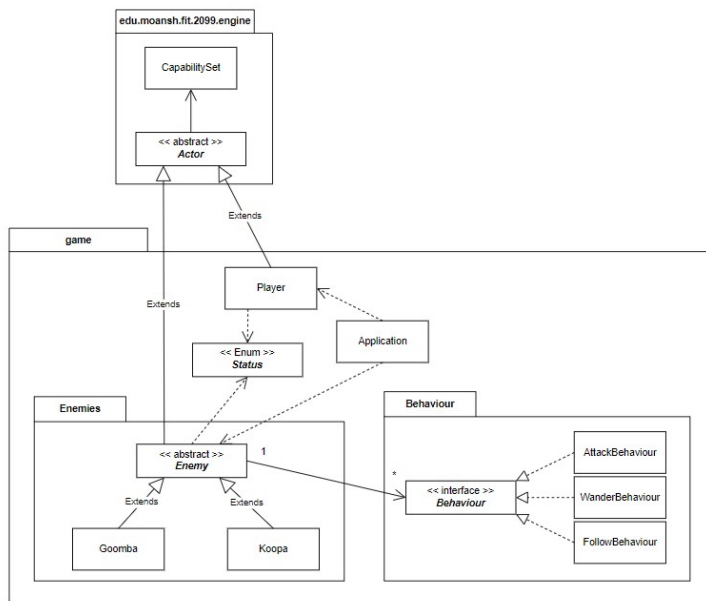 edu.moansh.fit.2099.engine
CapabilitySet
<< abstract >>
Actor
Extends
game
Player
Extends
Application
<< Enum >>
Status
Enemies
Behaviour
<< abstract >>
Enemy
1
AttackBehaviour
*
<< interface >>
Behaviour
WanderBehaviour
Extends
Extends
FollowBehaviour
Goomba
Koopa